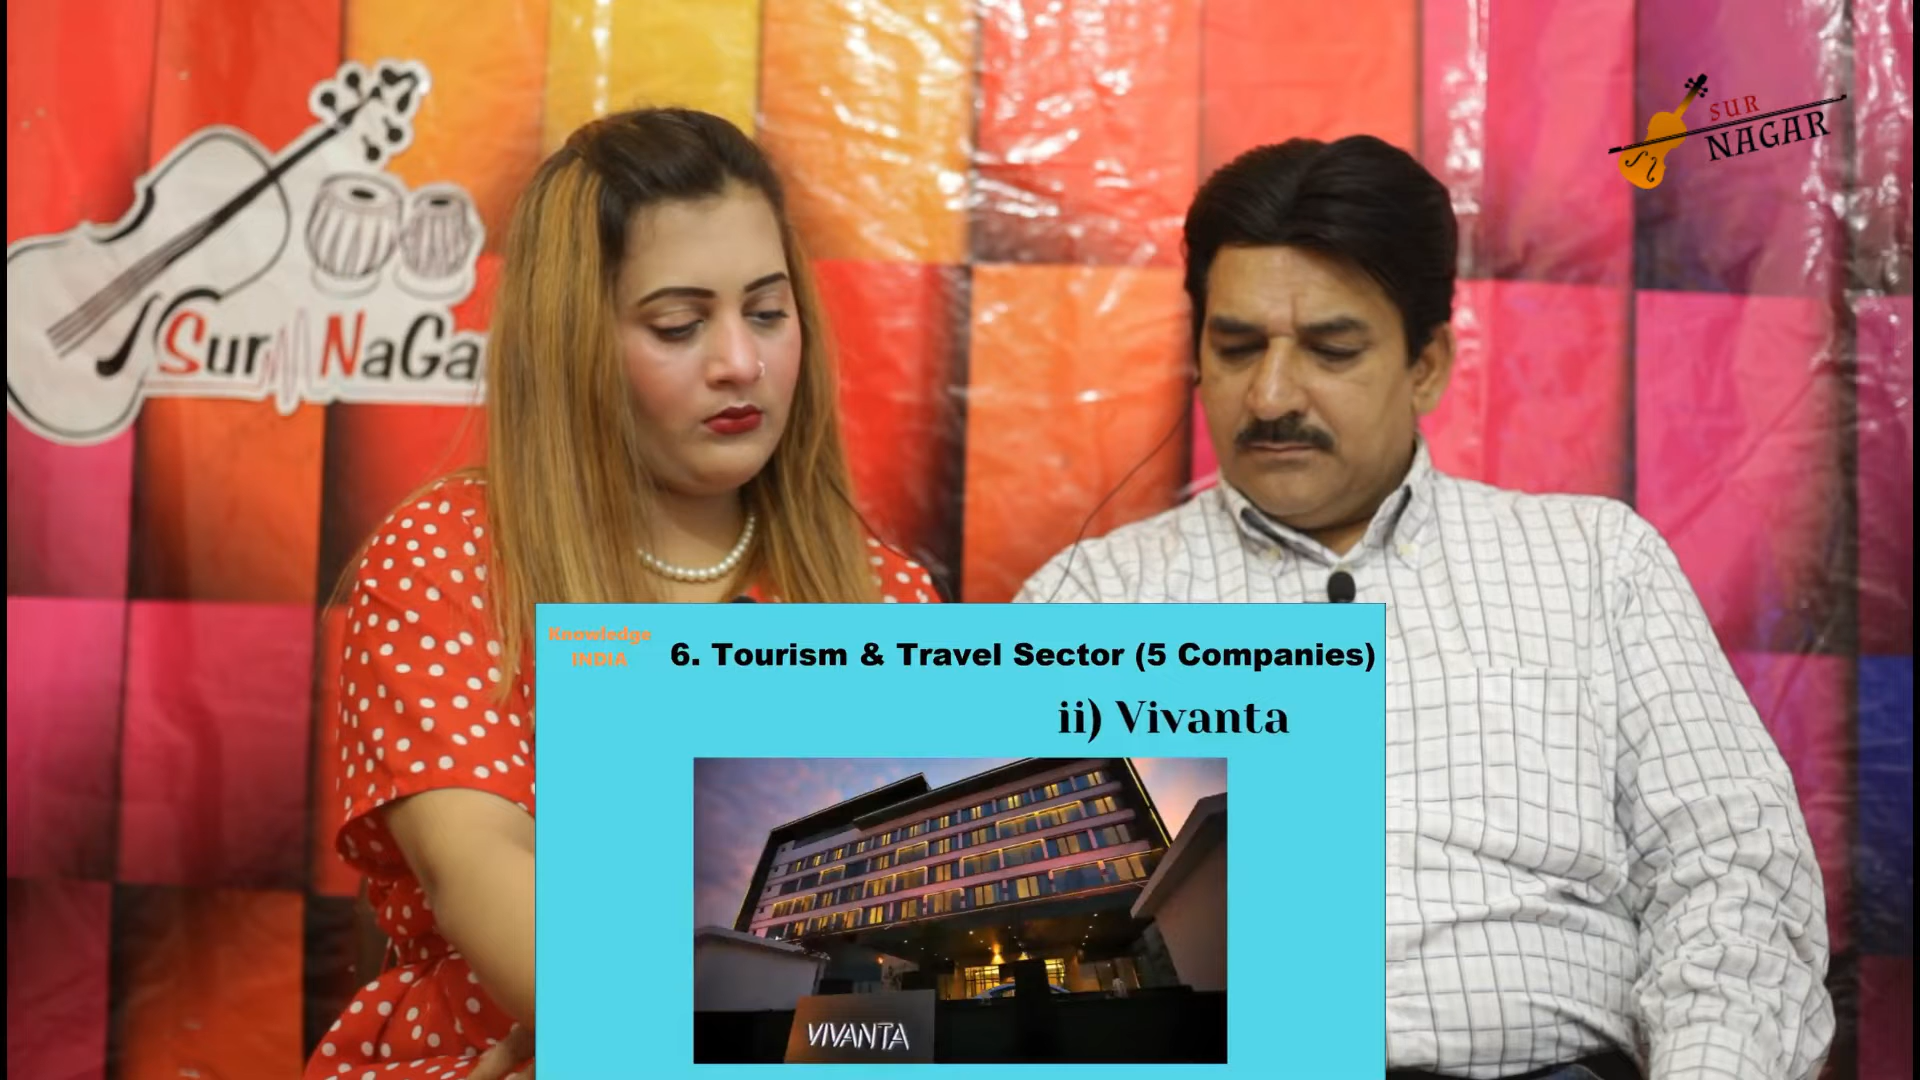 SUR
NAGAR
Sur NaGa
Knowledge
INDIA
6. Tourism & Travel Sector (5 Companies)
ii) Vivanta
VIVANTA